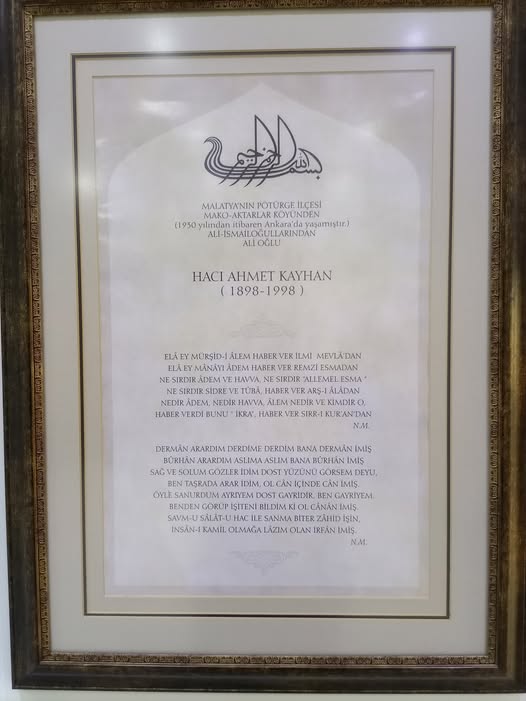 بسم الله الرحمن الرحيم
MALATYA'NIN PÖTÜRGE İLÇESİ
MAKO-AKTARLAR KÖYÜNDEN
(1950 yılından itibaren Ankara'da yaşamıştır.)
ALİ-İSMAİLOĞULLARINDAN
ALİ OĞLU
HACI AHMET KAYHAN
( 1898-1998 )
ELÂ EY MÜRŞİD-İ ÂLEM HABER VER İLMİ MEVLÂ'DAN
ELÂ EY MÂNÂYI ÂDEM HABER VER REMZİ ESMADAN
NE SIRDIR ÂDEM VE HAVVA, NE SIRDIR 'ALLEMEL ESMA "
NE SIRDIR SİDRE VE TÛBÂ, HABER VER ARŞ-I ÂLÂDAN
NEDİR ÂDEM, NEDİR HAVVA, ÂLEM NEDİR VE KİMDİR O,
HABER VERDİ BUNU " İKRA", HABER VER SIRR-I KUR'AN'DAN
N.M.
DERMÂN ARARDIM DERDİME DERDİM BANA DERMÂN İMİŞ
BÜRHÂN ARARDIM ASLIMA ASLIM BANA BÜRHÂN İMİŞ
SAĞ VE SOLUM GÖZLER İDİM DOST YÜZÜNÜ GÖRSEM DEYU,
BEN TAŞRADA ARAR İDİM, OL CÂN İÇİNDE CÂN İMİŞ.
ÖYLE SANURDUM AYRIYEM DOST GAYRIDIR, BEN GAYRIYEM.
BENDEN GÖRÜP İŞİTENİ BİLDİM Kİ OL CÂNÂN İMİŞ.
SAVM-U SÂLÂT-U HAC İLE SANMA BİTER ZÂHİD İŞİN,
İNSÂN-I KAMİL OLMAĞA LÂZIM OLAN İRFÂN İMİŞ.
N.M.